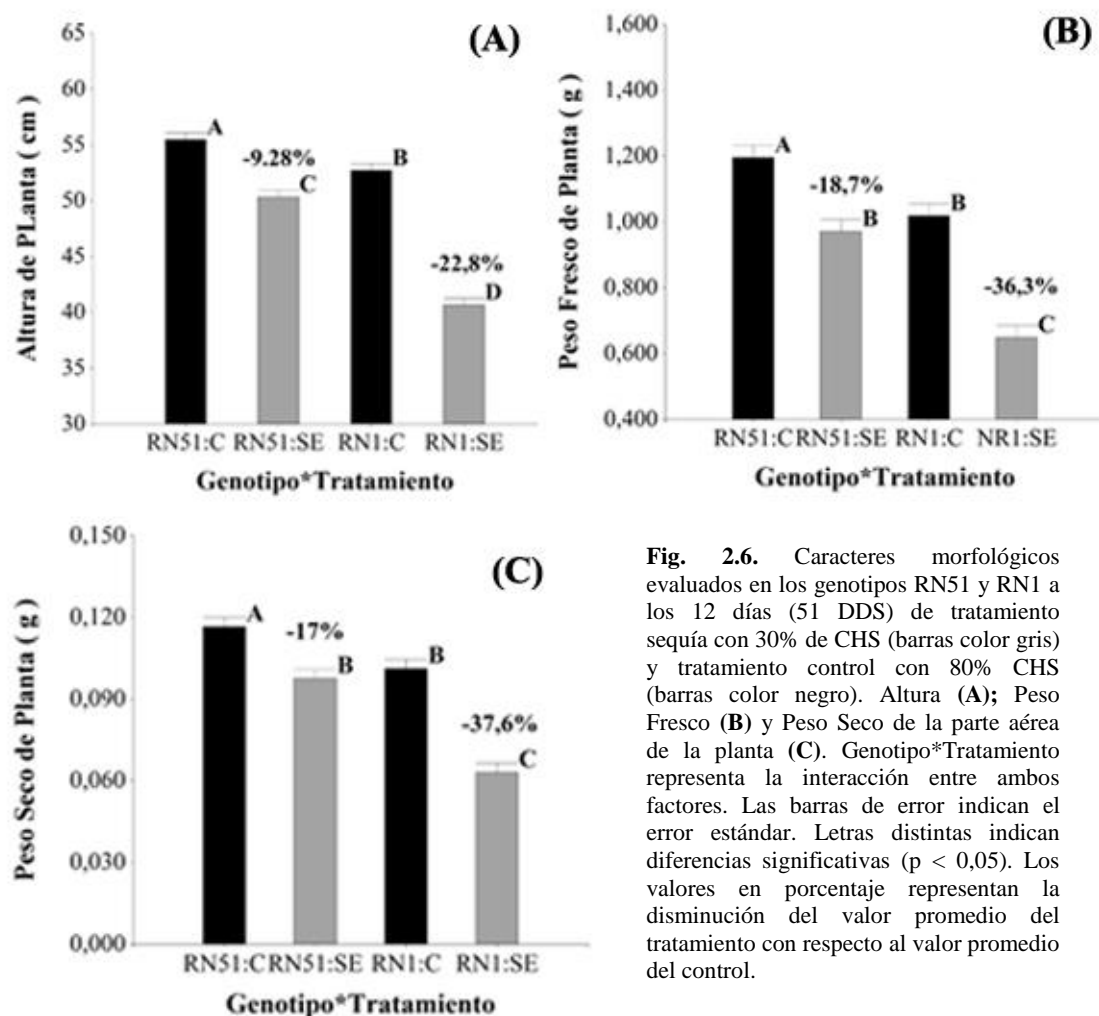 (A)
Altura de PLanta ( cm )
65
60
55
50
45
40
35
30
A
-9.28%
C
B
-22,8%
D
RN51:C RN51:SE RN1:C RN1:SE
Genotipo*Tratamiento
(B)
Peso Fresco de Planta ( g )
1,600
1,400
1,200
1,000
0,800
0,600
0,400
A
-18,7%
B
B
-36,3%
C
RN51:C RN51:SE RN1:C NR1:SE
Genotipo*Tratamiento
(C)
Peso Seco de Planta ( g )
0,150
0,120
0,090
0,060
0,030
0,000
A
-17%
B
B
-37,6%
C
RN51:C RN51:SE RN1:C RN1:SE
Genotipo*Tratamiento
Fig. 2.6. Caracteres morfológicos
evaluados en los genotipos RN51 y RN1 a
los 12 días (51 DDS) de tratamiento
sequía con 30% de CHS (barras color gris)
y tratamiento control con 80% CHS
(barras color negro). Altura (A); Peso
Fresco (B) y Peso Seco de la parte aérea
de la planta (C). Genotipo*Tratamiento
representa la interacción entre ambos
factores. Las barras de error indican el
error estándar. Letras distintas indican
diferencias significativas (p < 0,05). Los
valores en porcentaje representan la
disminución del valor promedio del
tratamiento con respecto al valor promedio
del control.